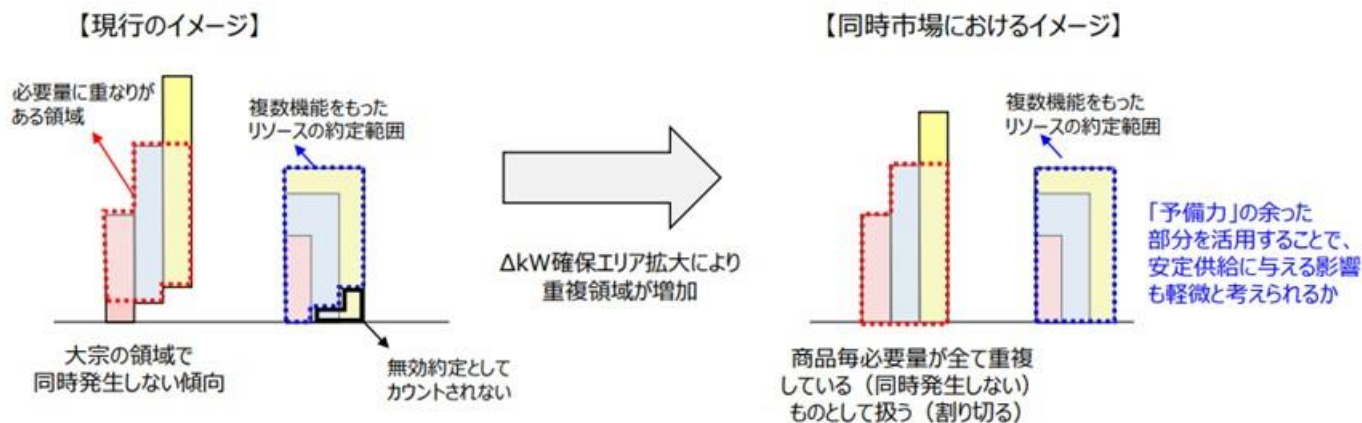 【現行のイメージ】
必要量に重なりが
ある領域
複数機能をもった
リソースの約定範囲
大宗の領域で
同時発生しない傾向
無効約定として
カウントされない
ΔkW確保エリア拡大により
重複領域が増加
【同時市場におけるイメージ】
複数機能をもった
リソースの約定範囲
「予備力」の余った
部分を活用することで、
安定供給に与える影響
も軽微と考えられるか
商品毎必要量が全て重複
している（同時発生しない）
ものとして扱う（割り切る）